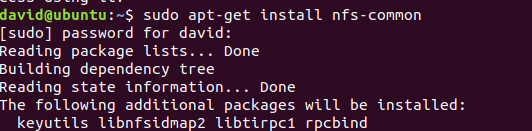 david@ubuntu:~$ sudo apt-get install nfs-common
[sudo] password for david:
Reading package lists... Done
Building dependency tree
Reading state information... Done
The following additional packages will be installed:
  keyutils libnfsidmap2 libtirpc1 rpcbind